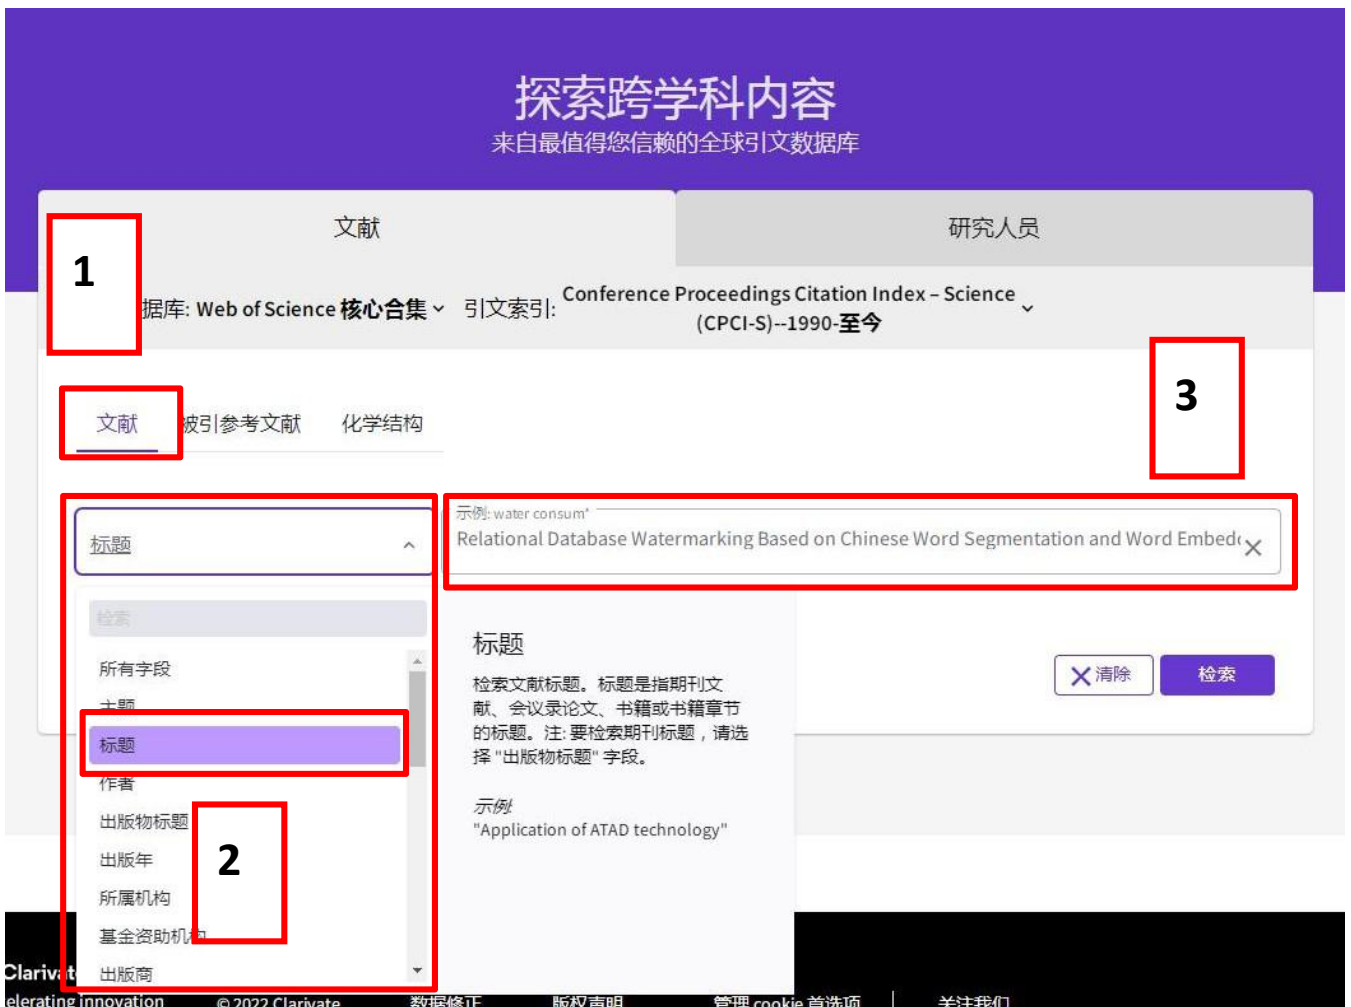 探索跨学科内容
来自最值得您信赖的全球引文数据库
文献
研究人员
1
据库: Web of Science 核心合集
引文索引: Conference Proceedings Citation Index – Science
(CPCI-S)--1990-至今
3
文献
被引参考文献
化学结构
标题
示例: water consum*
Relational Database Watermarking Based on Chinese Word Segmentation and Word
检索
所有字段
主题
标题
作者
出版物标题
出版年
所属机构
基金资助机构
出版商
2
标题
检索文献标题。标题是指期刊文
献、会议录论文、书籍或书籍章节
的标题。注: 要检索期刊标题，请选
择 "出版物标题" 字段。
示例:
"Application of ATAD technology"
清除
检索
Clarivate
elerating innovation
© 2022 Clarivate
数据修正
版权声明
管理 cookie 首选项
关注我们